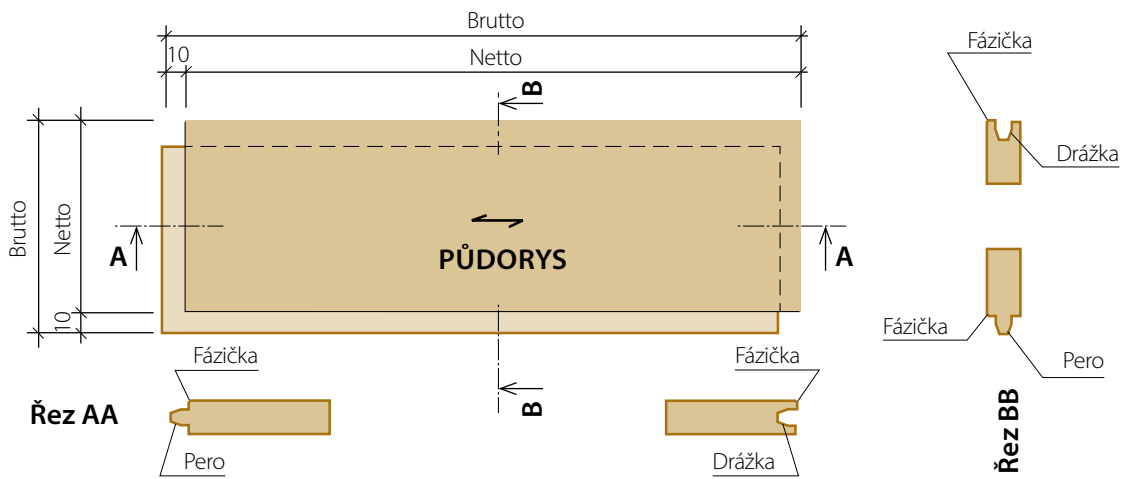 Brutto
10
Netto
B
Fázička
Drážka
Brutto
Netto
A
PŮDORYS
A
10
Fázička
Pero
Fázička
Fázička
B
Řez AA
Pero
Drážka
Řez BB